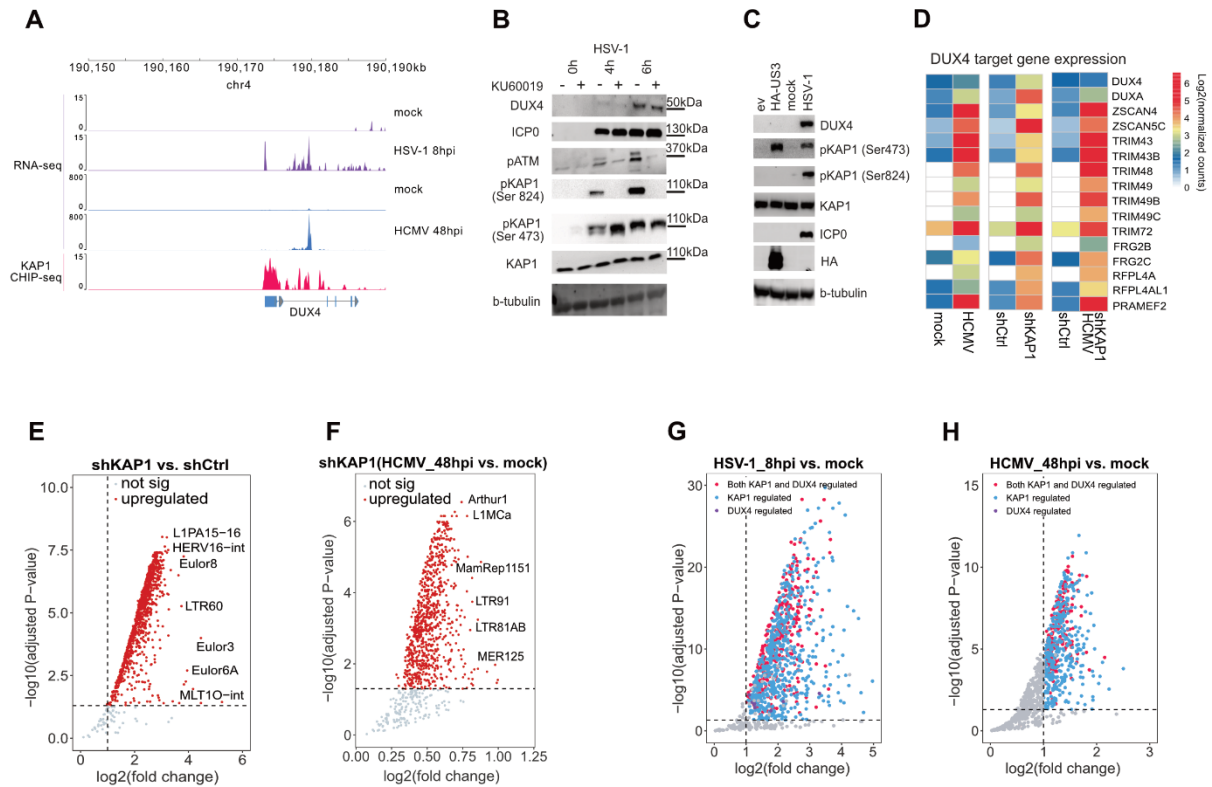 A
190,150 190,160 190,170 190,180 190,190kb
chr4
15
mock
0
15
HSV-1 8hpi
RNA-seq
0
800
mock
0
800
HCMV 48hpi
0
15
KAP1
CHIP-seq
0
DUX4
B
HSV-1
0h 4h 6h
KU60019 - + - + - +
DUX4 50kDa
ICP0 130kDa
pATM 370kDa
pKAP1
(Ser 824) 110kDa
pKAP1
(Ser 473) 110kDa
KAP1 110kDa
b-tubulin
C
ev HA-US3 mock HSV-1
DUX4
pKAP1 (Ser473)
pKAP1 (Ser824)
KAP1
ICP0
HA
b-tubulin
D
DUX4 target gene expression
DUX4
DUXA
ZSCAN4
ZSCAN5C
TRIM43
TRIM43B
TRIM48
TRIM49
TRIM49B
TRIM49C
TRIM72
FRG2B
FRG2C
RFPL4A
RFPL4AL1
PRAMEF2
mock HCMV shCtrl shKAP1 shCtrl HCMV shKAP1
6
5
4
3
2
1
0
Log2(normalized counts)
E
shKAP1 vs. shCtrl
not sig
upregulated
10.0
7.5
5.0
2.5
0.0
−log10(adjusted P−value)
L1PA15−16
HERV16−int
Eulor8
LTR60
Eulor3
Eulor6A
MLT1O−int
0 2 4 6
log2(fold change)
F
shKAP1(HCMV_48hpi vs. mock)
not sig
upregulated
6
4
2
0
−log10(adjusted P−value)
Arthur1
L1MCa
MamRep1151
LTR91
LTR81AB
MER125
0.00 0.25 0.50 0.75 1.00 1.25
log2(fold change)
G
HSV-1_8hpi vs. mock
Both KAP1 and DUX4 regulated
KAP1 regulated
DUX4 regulated
30
20
10
0
−log10(adjusted P−value)
0 1 2 3 4 5
log2(fold change)
H
HCMV_48hpi vs. mock
Both KAP1 and DUX4 regulated
KAP1 regulated
DUX4 regulated
15
10
5
0
−log10(adjusted P−value)
0 1 2 3
log2(fold change)